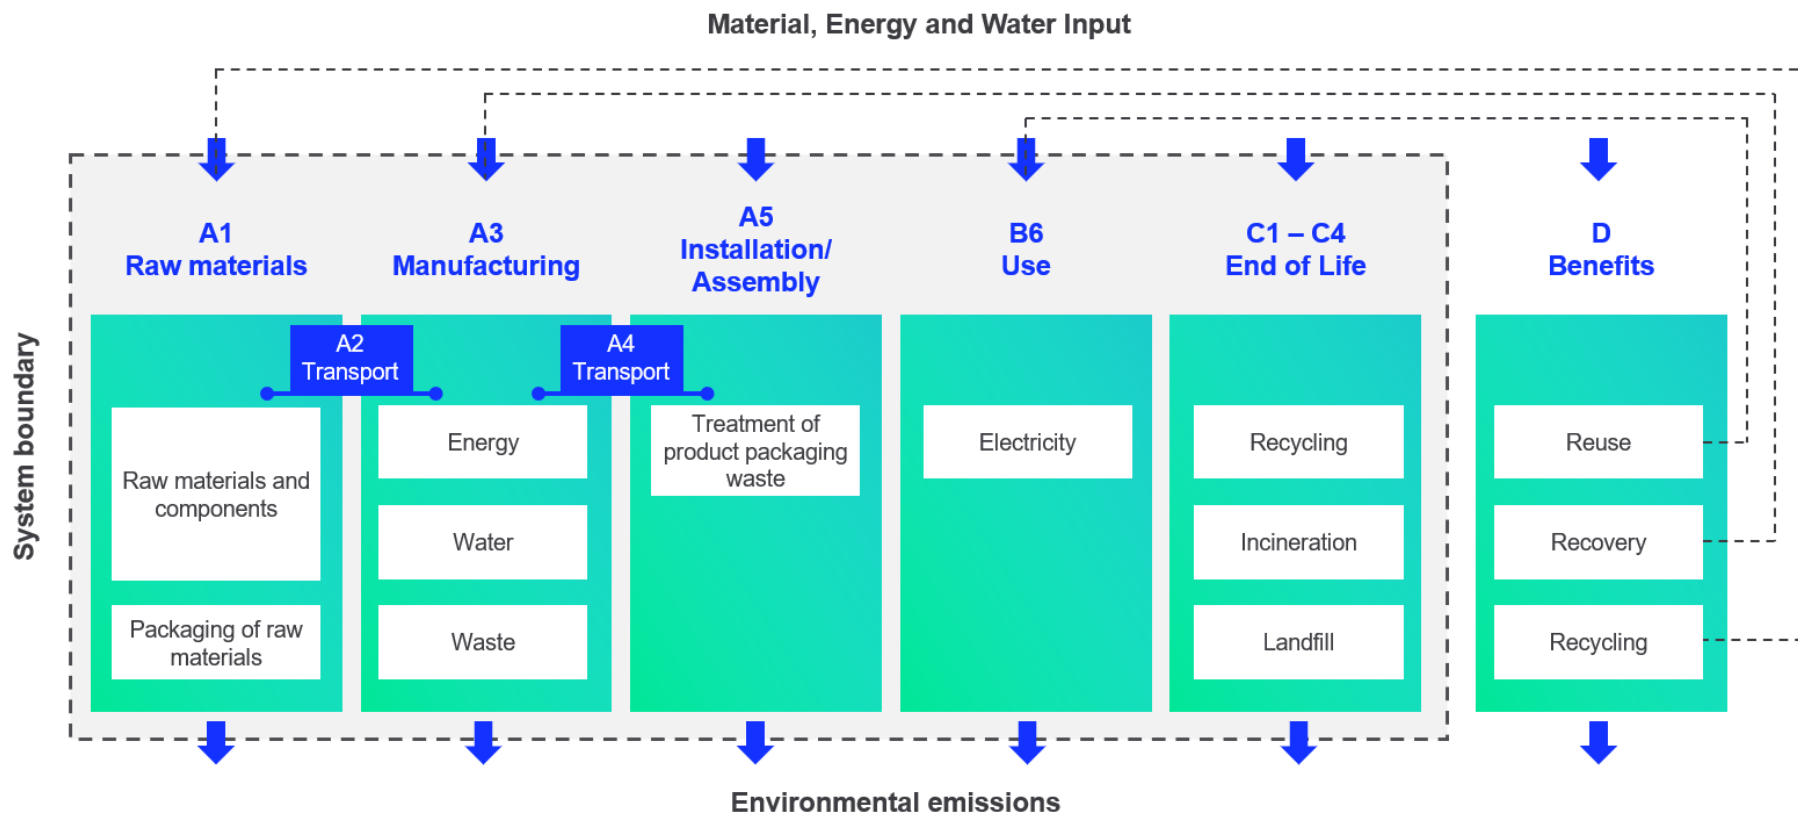 Material, Energy and Water Input
System boundary
A1
Raw materials
A3
Manufacturing
A5
Installation/
Assembly
B6
Use
C1 – C4
End of Life
D
Benefits
A2
Transport
A4
Transport
Raw materials and
components
Packaging of raw
materials
Energy
Water
Waste
Treatment of
product packaging
waste
Electricity
Recycling
Incineration
Landfill
Reuse
Recovery
Recycling
Environmental emissions